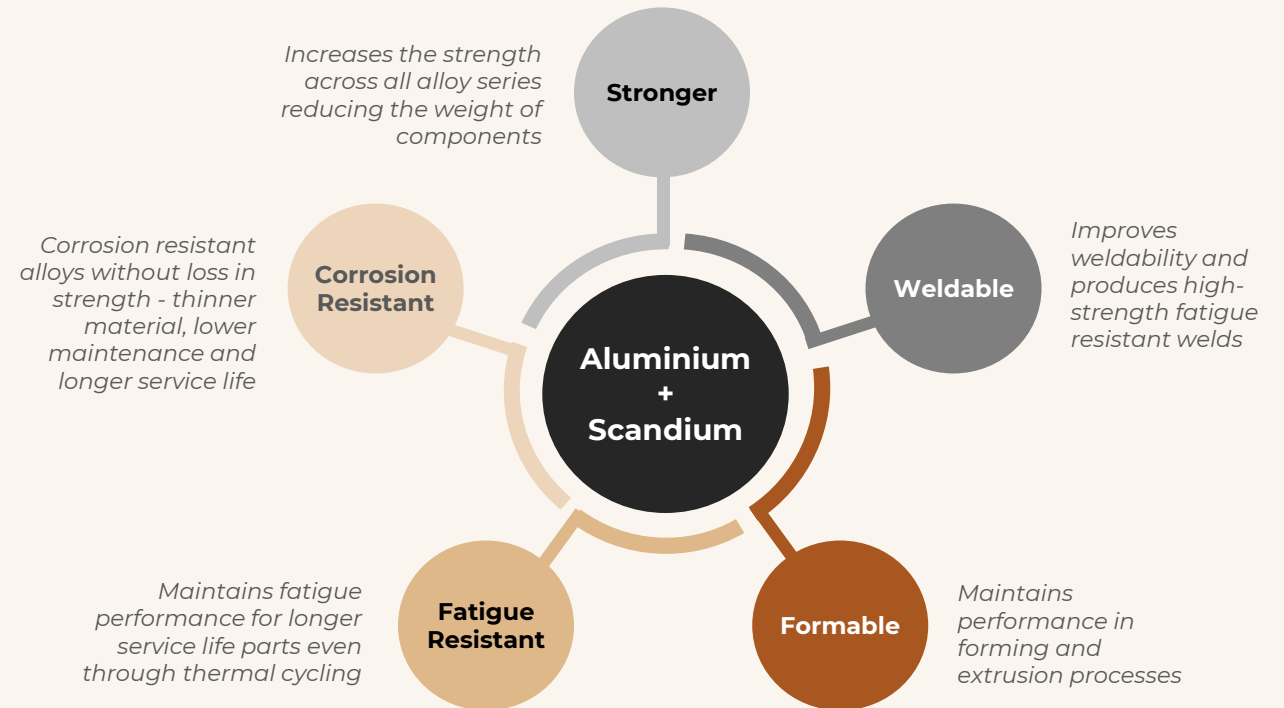 Increases the strength
across all alloy series
reducing the weight of
components
Stronger
Corrosion resistant
alloys without loss in
strength - thinner
material, lower
maintenance and
longer service life
Corrosion
Resistant
Weldable
Improves
weldability and
produces high-
strength fatigue
resistant welds
Aluminium
+
Scandium
Maintains fatigue
performance for longer
service life parts even
through thermal cycling
Fatigue
Resistant
Formable
Maintains
performance in
forming and
extrusion processes